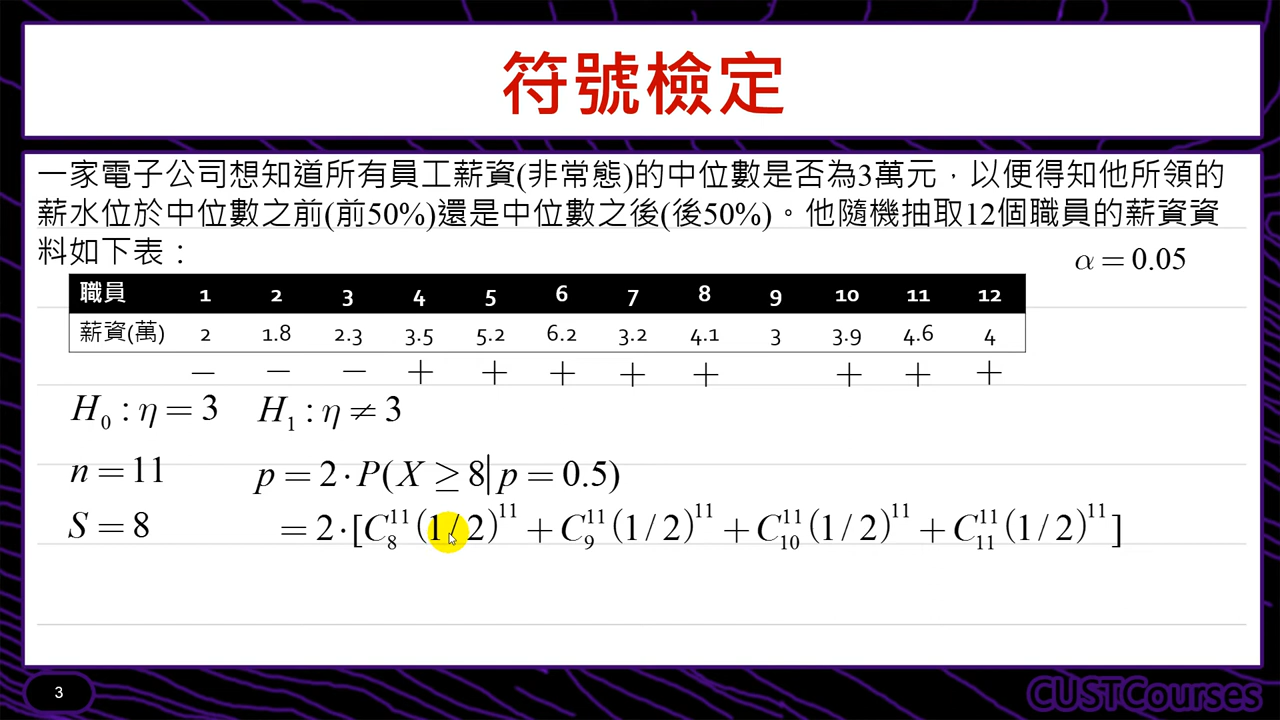 符號檢定
一家電子公司想知道所有員工薪資(非常態)的中位數是否為3萬元，以便得知他所領的
薪水位於中位數之前(前50%)還是中位數之後(後50%)。他隨機抽取12個職員的薪資資
料如下表：
α = 0.05
職員 1 2 3 4 5 6 7 8 9 10 11 12
薪資(萬) 2 1.8 2.3 3.5 5.2 6.2 3.2 4.1 3 3.9 4.6 4
− − − + + + + + + + +
H₀ : η = 3 H₁ : η ≠ 3
n = 11 p = 2 · P( X ≥ 8| p = 0.5)
S = 8 = 2 · [C₈¹¹(1/2)¹¹ + C₉¹¹(1/2)¹¹ + C₁₀¹¹(1/2)¹¹ + C₁₁¹¹(1/2)¹¹ ]
3
CUSTCourses